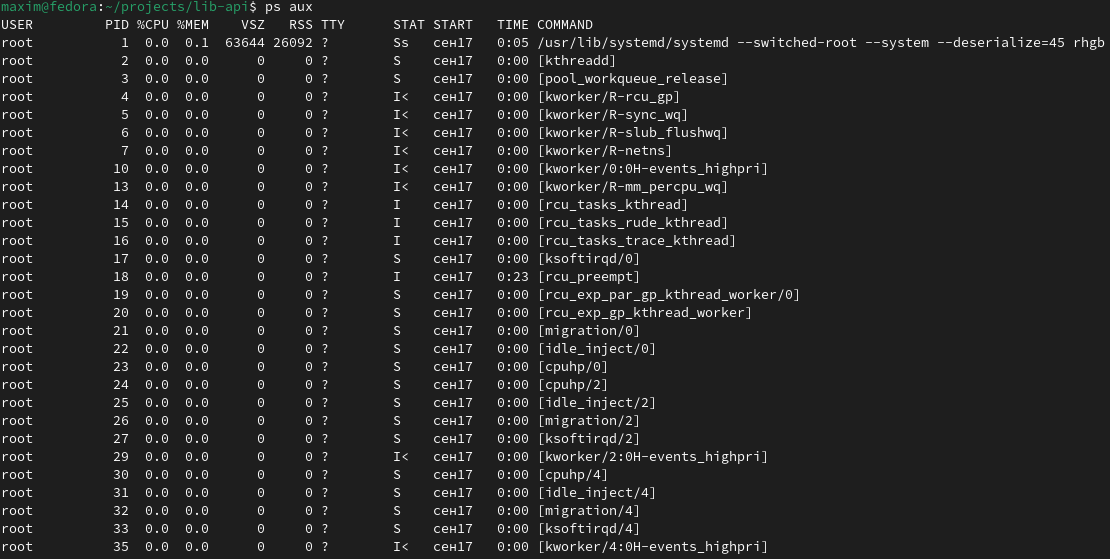 maxim@fedora:~/projects/lib-api$ ps aux
USER         PID %CPU %MEM    VSZ   RSS TTY      STAT START   TIME COMMAND
root           1  0.0  0.1  63644 26092 ?        Ss   сен17   0:05 /usr/lib/systemd/systemd --switched-root --system --deserialize=45 rhgb
root           2  0.0  0.0      0     0 ?        S    сен17   0:00 [kthreadd]
root           3  0.0  0.0      0     0 ?        S    сен17   0:00 [pool_workqueue_release]
root           4  0.0  0.0      0     0 ?        I<   сен17   0:00 [kworker/R-rcu_gp]
root           5  0.0  0.0      0     0 ?        I<   сен17   0:00 [kworker/R-sync_wq]
root           6  0.0  0.0      0     0 ?        I<   сен17   0:00 [kworker/R-slub_flushwq]
root           7  0.0  0.0      0     0 ?        I<   сен17   0:00 [kworker/R-netns]
root          10  0.0  0.0      0     0 ?        I<   сен17   0:00 [kworker/0:0H-events_highpri]
root          13  0.0  0.0      0     0 ?        I<   сен17   0:00 [kworker/R-mm_percpu_wq]
root          14  0.0  0.0      0     0 ?        I    сен17   0:00 [rcu_tasks_kthread]
root          15  0.0  0.0      0     0 ?        I    сен17   0:00 [rcu_tasks_rude_kthread]
root          16  0.0  0.0      0     0 ?        I    сен17   0:00 [rcu_tasks_trace_kthread]
root          17  0.0  0.0      0     0 ?        S    сен17   0:00 [ksoftirqd/0]
root          18  0.0  0.0      0     0 ?        I    сен17   0:23 [rcu_preempt]
root          19  0.0  0.0      0     0 ?        S    сен17   0:00 [rcu_exp_par_gp_kthread_worker/0]
root          20  0.0  0.0      0     0 ?        S    сен17   0:00 [rcu_exp_gp_kthread_worker]
root          21  0.0  0.0      0     0 ?        S    сен17   0:00 [migration/0]
root          22  0.0  0.0      0     0 ?        S    сен17   0:00 [idle_inject/0]
root          23  0.0  0.0      0     0 ?        S    сен17   0:00 [cpuhp/0]
root          24  0.0  0.0      0     0 ?        S    сен17   0:00 [cpuhp/2]
root          25  0.0  0.0      0     0 ?        S    сен17   0:00 [idle_inject/2]
root          26  0.0  0.0      0     0 ?        S    сен17   0:00 [migration/2]
root          27  0.0  0.0      0     0 ?        S    сен17   0:00 [ksoftirqd/2]
root          29  0.0  0.0      0     0 ?        I<   сен17   0:00 [kworker/2:0H-events_highpri]
root          30  0.0  0.0      0     0 ?        S    сен17   0:00 [cpuhp/4]
root          31  0.0  0.0      0     0 ?        S    сен17   0:00 [idle_inject/4]
root          32  0.0  0.0      0     0 ?        S    сен17   0:00 [migration/4]
root          33  0.0  0.0      0     0 ?        S    сен17   0:00 [ksoftirqd/4]
root          35  0.0  0.0      0     0 ?        I<   сен17   0:00 [kworker/4:0H-events_highpri]